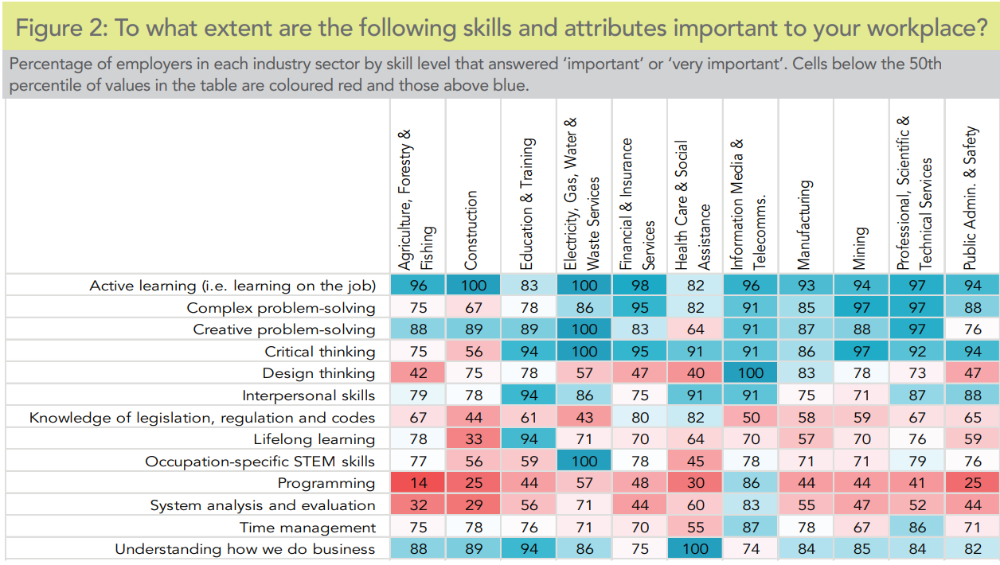 Figure 2: To what extent are the following skills and attributes important to your workplace?
Percentage of employers in each industry sector by skill level that answered ‘important’ or ‘very important’. Cells below the 50th
percentile of values in the table are coloured red and those above blue.
Agriculture, Forestry &
Fishing
Construction
Education & Training
Electricity, Gas, Water &
Waste Services
Financial & Insurance
Services
Health Care & Social
Assistance
Information Media &
Telecomms.
Manufacturing
Mining
Professional, Scientific &
Technical Services
Public Admin. & Safety
Active learning (i.e. learning on the job) 96 100 83 100 98 82 96 93 94 97 94
Complex problem-solving 75 67 78 86 95 82 91 85 97 97 88
Creative problem-solving 88 89 89 100 83 64 91 87 88 97 76
Critical thinking 75 56 94 100 95 91 91 86 97 92 94
Design thinking 42 75 78 57 47 40 100 83 78 73 47
Interpersonal skills 79 78 94 86 75 91 91 75 71 87 88
Knowledge of legislation, regulation and codes 67 44 61 43 80 82 50 58 59 67 65
Lifelong learning 78 33 94 71 70 64 70 57 70 76 59
Occupation-specific STEM skills 77 56 59 100 78 45 78 71 71 79 76
Programming 14 25 44 57 48 30 86 44 44 41 25
System analysis and evaluation 32 29 56 71 44 60 83 55 47 52 44
Time management 75 78 76 71 70 55 87 78 67 86 71
Understanding how we do business 88 89 94 86 75 100 74 84 85 84 82